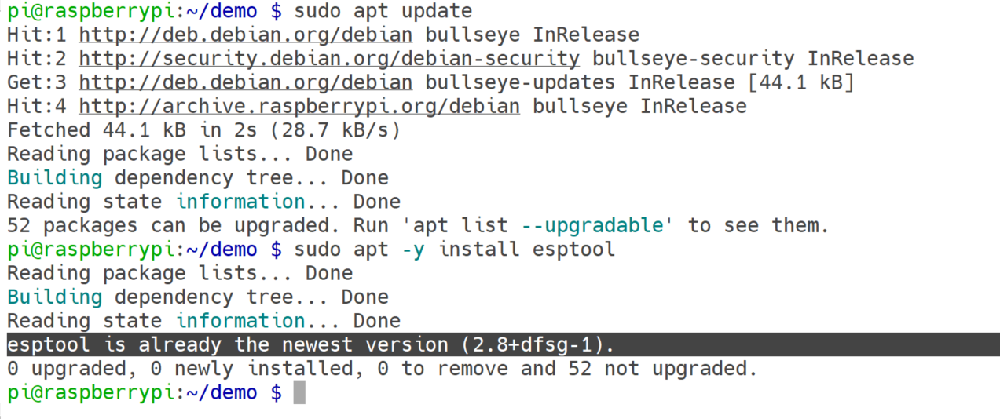 pi@raspberrypi:~/demo $ sudo apt update
Hit:1 http://deb.debian.org/debian bullseye InRelease
Hit:2 http://security.debian.org/debian-security bullseye-security InRelease
Get:3 http://deb.debian.org/debian bullseye-updates InRelease [44.1 kB]
Hit:4 http://archive.raspberrypi.org/debian bullseye InRelease
Fetched 44.1 kB in 2s (28.7 kB/s)
Reading package lists... Done
Building dependency tree... Done
Reading state information... Done
52 packages can be upgraded. Run 'apt list --upgradable' to see them.
pi@raspberrypi:~/demo $ sudo apt -y install esptool
Reading package lists... Done
Building dependency tree... Done
Reading state information... Done
esptool is already the newest version (2.8+dfsg-1).
0 upgraded, 0 newly installed, 0 to remove and 52 not upgraded.
pi@raspberrypi:~/demo $